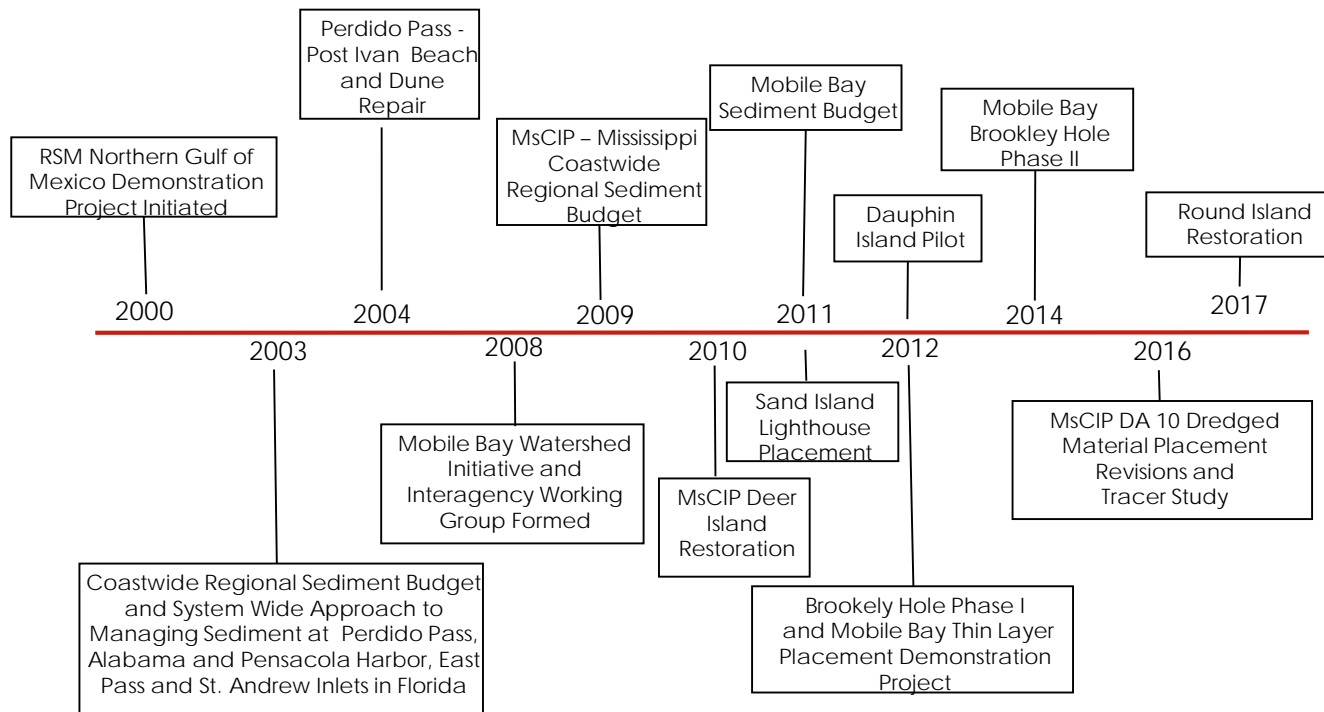 Perdido Pass -
Post Ivan Beach
and Dune
Repair
Mobile Bay
Sediment Budget
Mobile Bay
Brookley Hole
Phase II
RSM Northern Gulf of
Mexico Demonstration
Project Initiated
MsCIP – Mississippi
Coastwide
Regional Sediment
Budget
Dauphin
Island Pilot
Round Island
Restoration
2000
2004
2009
2011
2014
2017
2003
2008
2010
2012
2016
Sand Island
Lighthouse
Placement
MsCIP DA 10 Dredged
Material Placement
Revisions and
Tracer Study
Mobile Bay Watershed
Initiative and
Interagency Working
Group Formed
MsCIP Deer
Island
Restoration
Coastwide Regional Sediment Budget
and System Wide Approach to
Managing Sediment at Perdido Pass,
Alabama and Pensacola Harbor, East
Pass and St. Andrew Inlets in Florida
Brookely Hole Phase I
and Mobile Bay Thin Layer
Placement Demonstration
Project